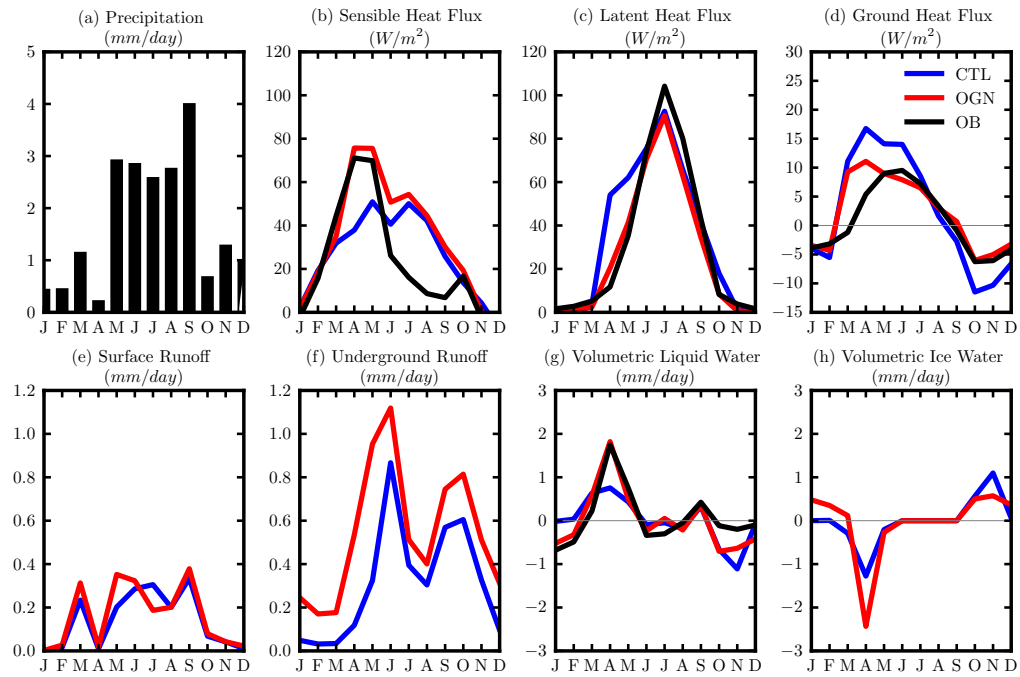 (a) Precipitation
(mm/day)
5
4
3
2
1
0
J F M A M J J A S O N D
(b) Sensible Heat Flux
(W/m²)
120
100
80
60
40
20
0
J F M A M J J A S O N D
(c) Latent Heat Flux
(W/m²)
120
100
80
60
40
20
0
J F M A M J J A S O N D
(d) Ground Heat Flux
(W/m²)
30
25
20
15
10
5
0
−5
−10
−15
CTL
OGN
OB
J F M A M J J A S O N D
(e) Surface Runoff
(mm/day)
1.2
1.0
0.8
0.6
0.4
0.2
0.0
J F M A M J J A S O N D
(f) Underground Runoff
(mm/day)
1.2
1.0
0.8
0.6
0.4
0.2
0.0
J F M A M J J A S O N D
(g) Volumetric Liquid Water
(mm/day)
3
2
1
0
−1
−2
−3
J F M A M J J A S O N D
(h) Volumetric Ice Water
(mm/day)
3
2
1
0
−1
−2
−3
J F M A M J J A S O N D